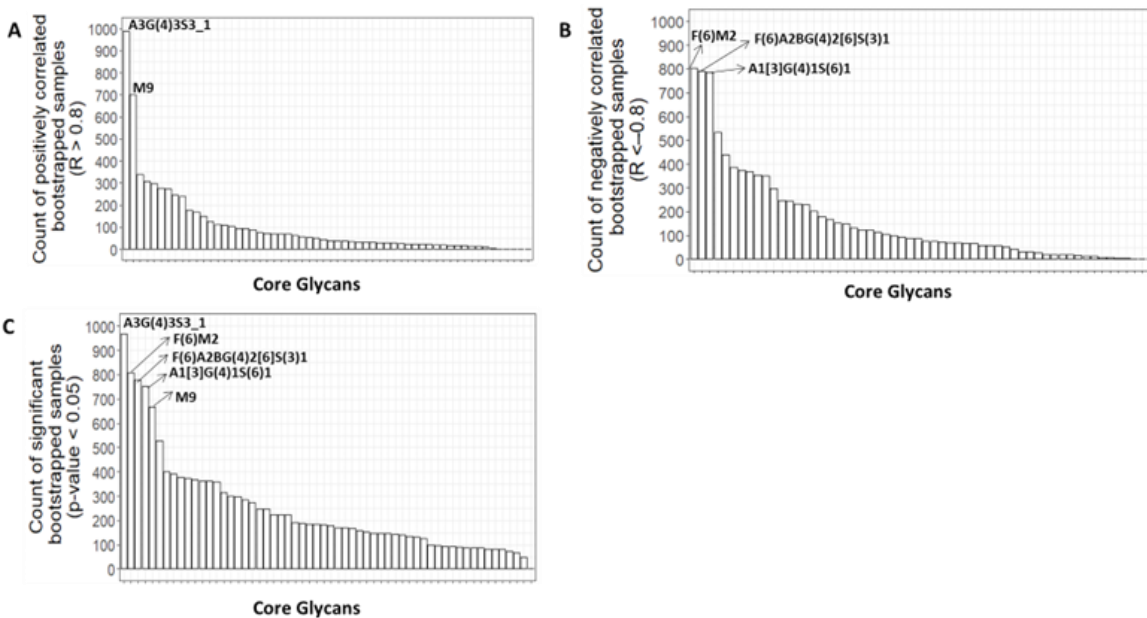 A
Count of positively correlated
bootstrapped samples
(R > 0.8)
1000
900
800
700
600
500
400
300
200
100
0
A3G(4)3S3_1
M9
Core Glycans
B
Count of negatively correlated
bootstrapped samples
(R <–0.8)
1000
900
800
700
600
500
400
300
200
100
0
F(6)M2
F(6)A2BG(4)2[6]S(3)1
A1[3]G(4)1S(6)1
Core Glycans
C
Count of significant
bootstrapped samples
(p-value < 0.05)
1000
900
800
700
600
500
400
300
200
100
0
A3G(4)3S3_1
F(6)M2
F(6)A2BG(4)2[6]S(3)1
A1[3]G(4)1S(6)1
M9
Core Glycans